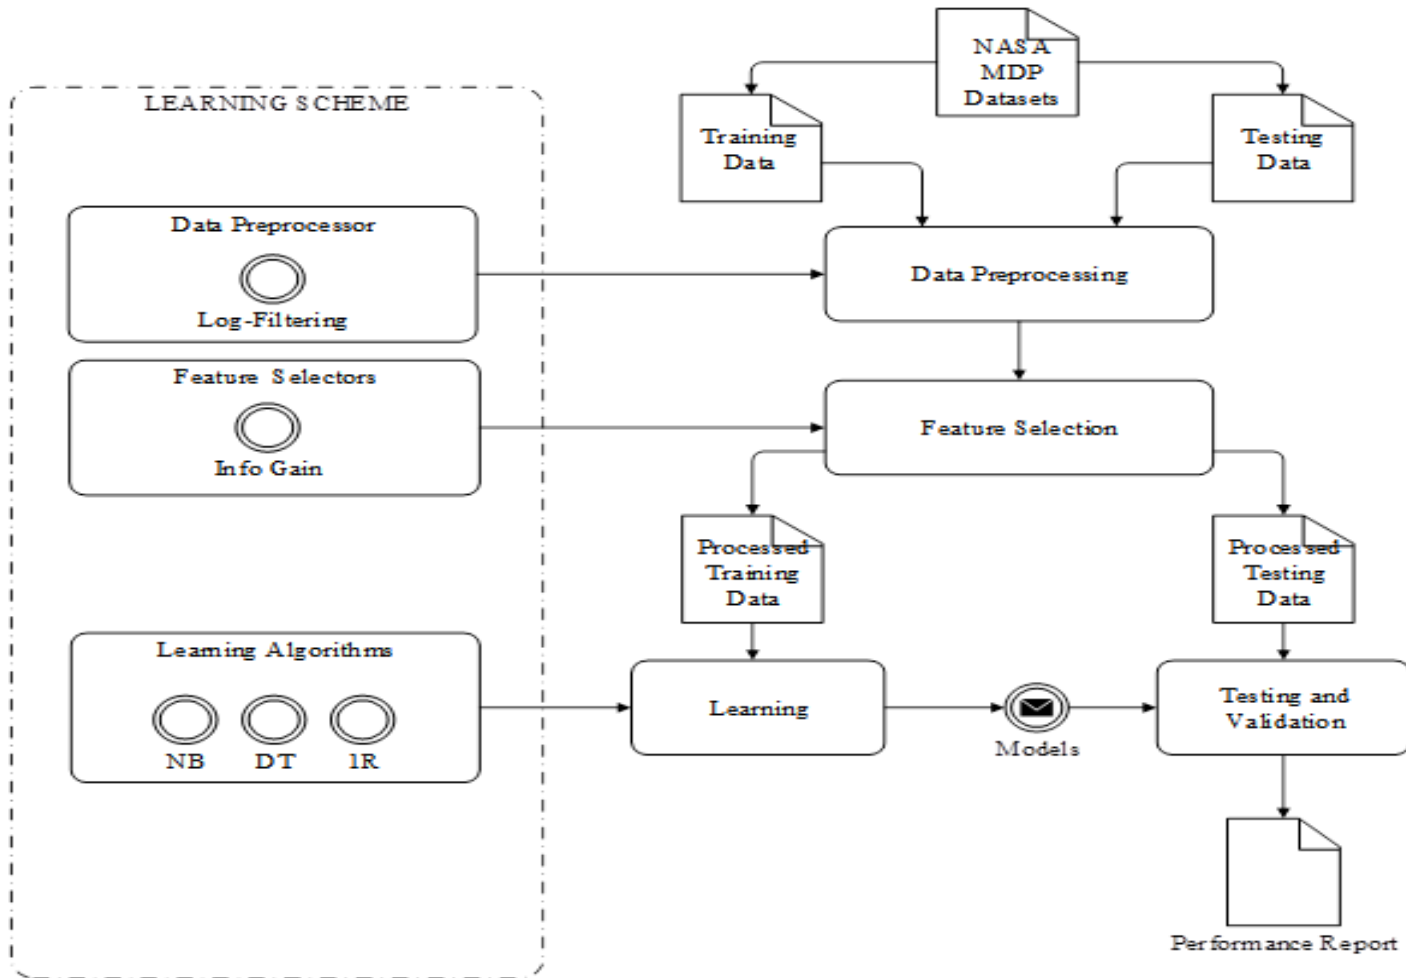 NASA
MDP
Datasets
LEARNING SCHEME
Training
Data
Testing
Data
Data Preprocessor
Log-Filtering
Data Preprocessing
Feature Selectors
Info Gain
Feature Selection
Processed
Training
Data
Processed
Testing
Data
Learning Algorithms
NB DT 1R
Learning
Models
Testing and
Validation
Performance Report